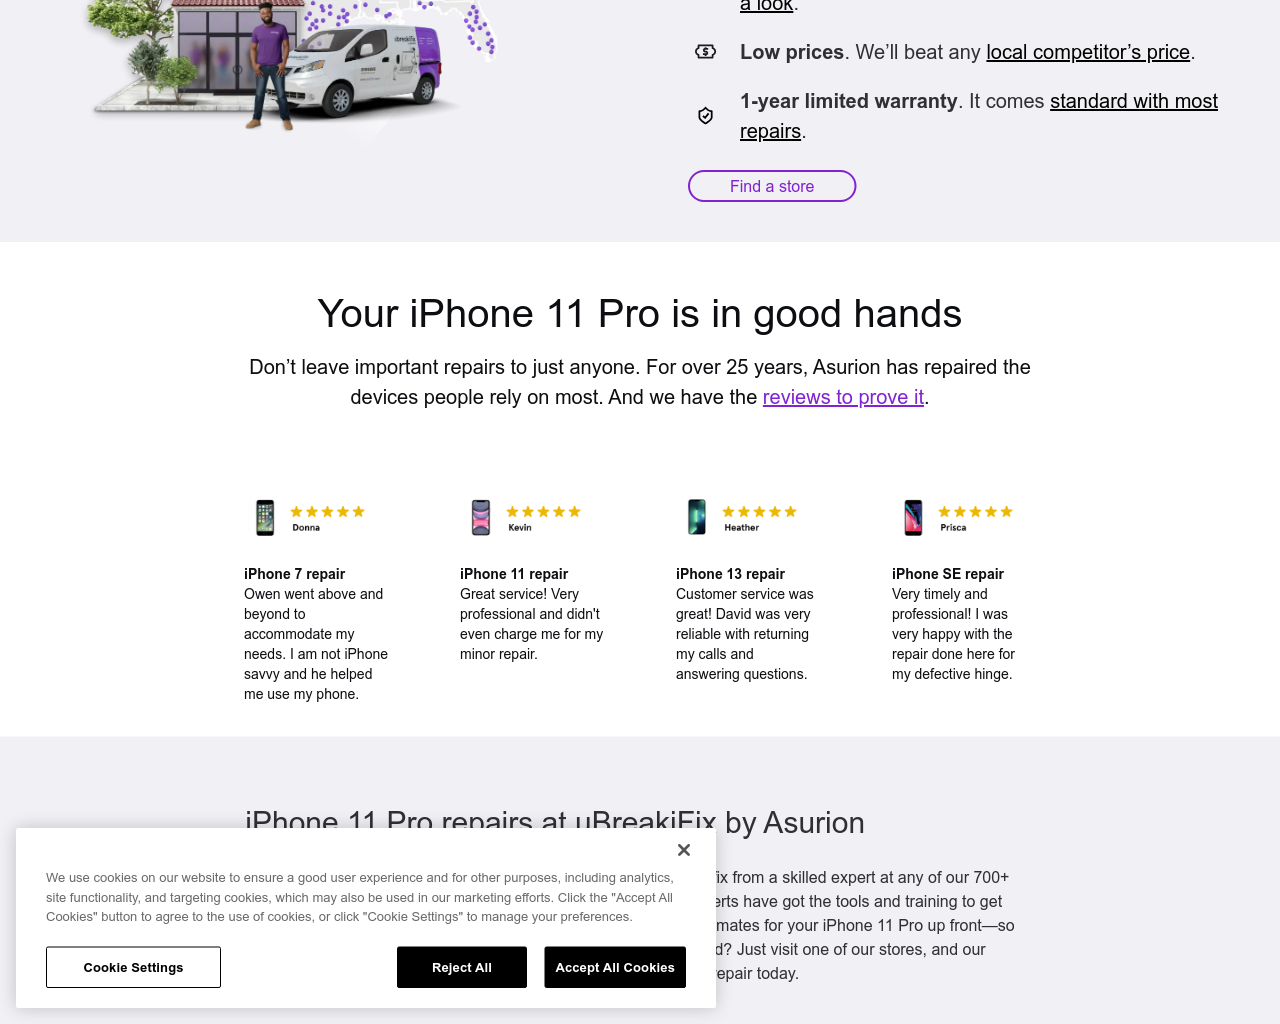 a look.
Low prices. We’ll beat any local competitor’s price.
1-year limited warranty. It comes standard with most
repairs.
Find a store
Your iPhone 11 Pro is in good hands
Don’t leave important repairs to just anyone. For over 25 years, Asurion has repaired the
devices people rely on most. And we have the reviews to prove it.
Donna
iPhone 7 repair
Owen went above and
beyond to
accommodate my
needs. I am not iPhone
savvy and he helped
me use my phone.
Kevin
iPhone 11 repair
Great service! Very
professional and didn't
even charge me for my
minor repair.
Heather
iPhone 13 repair
Customer service was
great! David was very
reliable with returning
my calls and
answering questions.
Prisca
iPhone SE repair
Very timely and
professional! I was
very happy with the
repair done here for
my defective hinge.
iPhone 11 Pro repairs at uBreakiFix by Asurion
fix from a skilled expert at any of our 700+
erts have got the tools and training to get
mates for your iPhone 11 Pro up front—so
d? Just visit one of our stores, and our
repair today.
We use cookies on our website to ensure a good user experience and for other purposes, including analytics,
site functionality, and targeting cookies, which may also be used in our marketing efforts. Click the "Accept All
Cookies" button to agree to the use of cookies, or click "Cookie Settings" to manage your preferences.
Cookie Settings
Reject All
Accept All Cookies